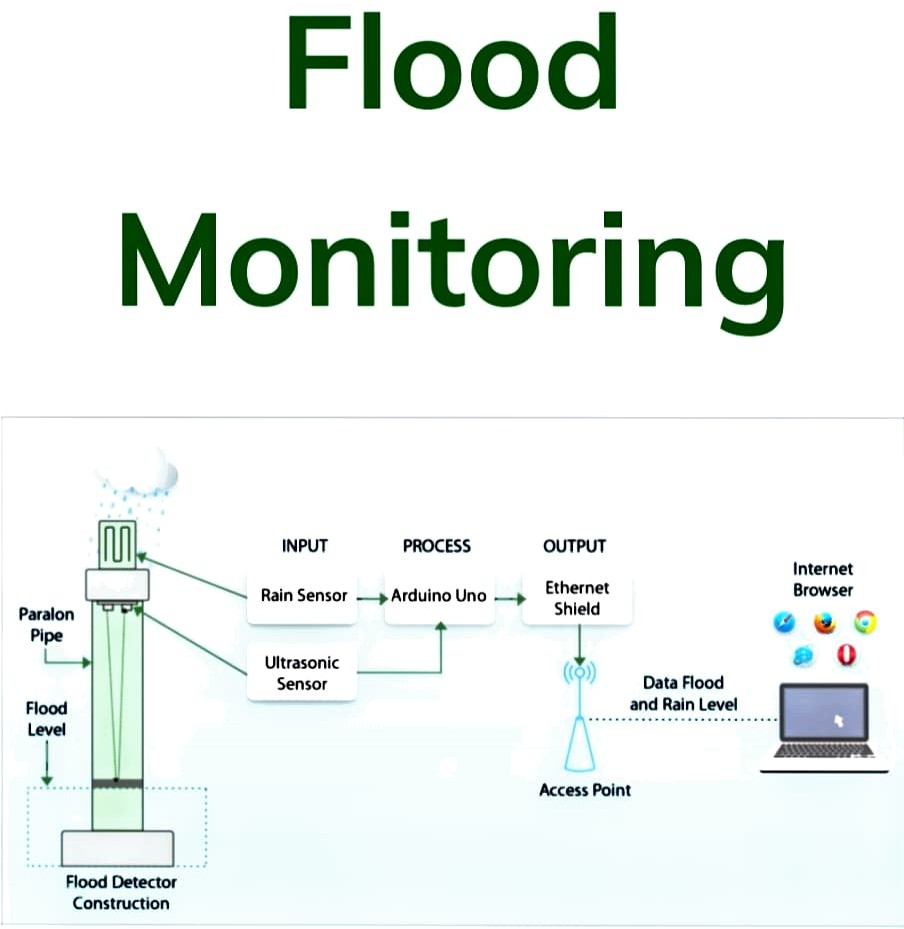 Flood
Monitoring
INPUT
PROCESS
OUTPUT
Rain Sensor
Arduino Uno
Ethernet
Shield
Internet
Browser
Paralon
Pipe
Ultrasonic
Sensor
Data Flood
and Rain Level
Flood
Level
Access Point
Flood Detector
Construction